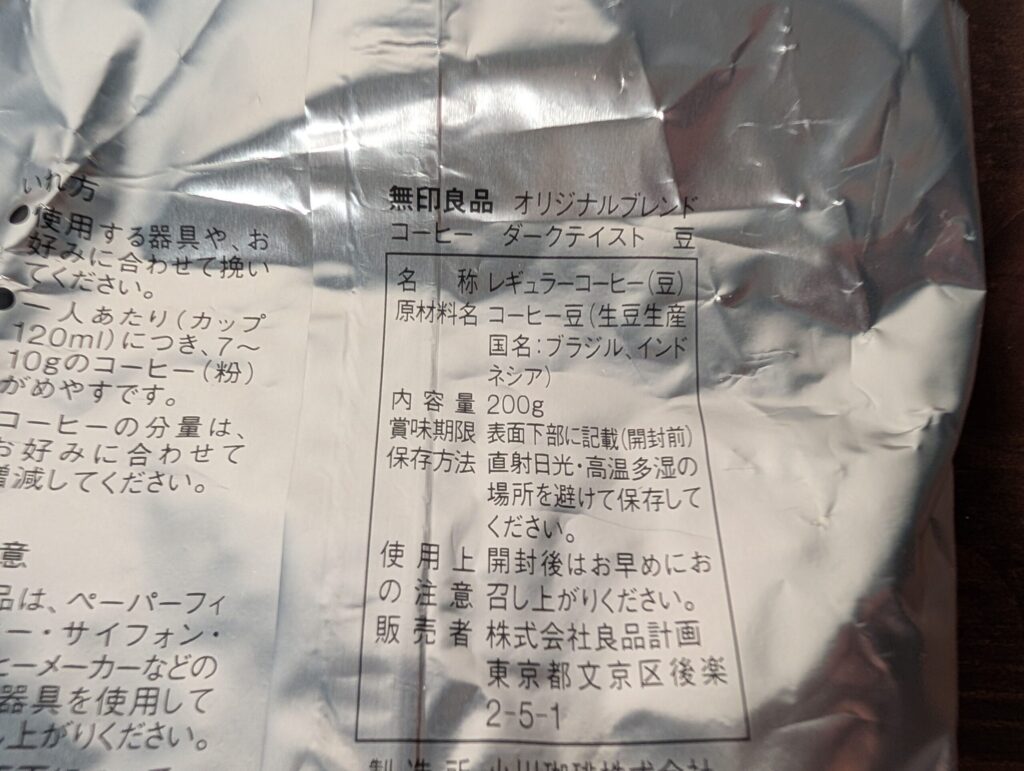 いれ方
●使用する器具や、お
好みに合わせて挽い
てください。
●一人あたり(カップ
120ml)につき、7〜
10gのコーヒー(粉)
がめやすです。
コーヒーの分量は、
お好みに合わせて
増減してください。
意
品は、ペーパーフィ
ー・サイフォン・
ヒーメーカーなどの
器具を使用して
し上がりください。
無印良品 オリジナルブレンド
コーヒー ダークテイスト 豆
名称 レギュラーコーヒー(豆)
原材料名 コーヒー豆(生豆生産
国名:ブラジル、インド
ネシア)
内容量 200g
賞味期限 表面下部に記載(開封前)
保存方法 直射日光・高温多湿の
場所を避けて保存して
ください。
使用上 開封後はお早めにお
の注意 召し上がりください。
販売者 株式会社良品計画
東京都文京区後楽
2-5-1
製造所 小川珈琲株式会社